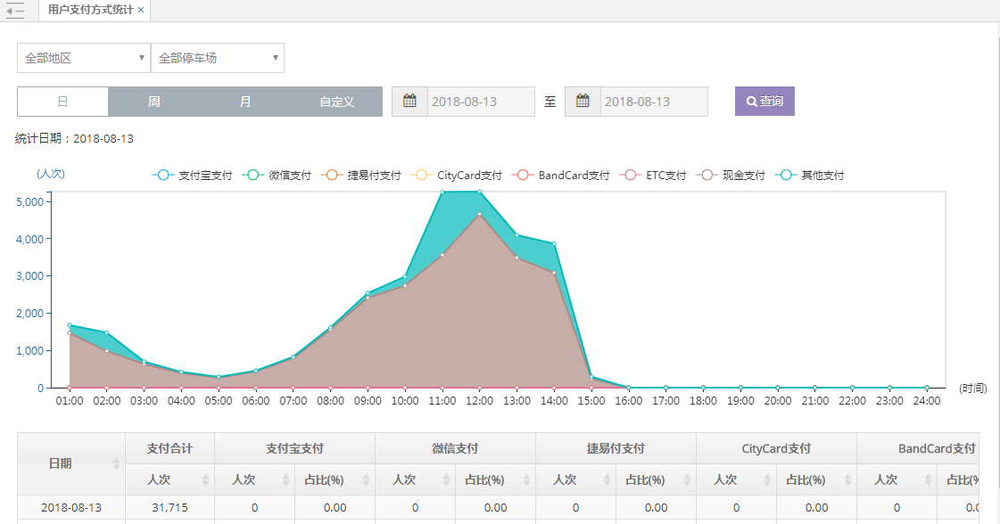 用户支付方式统计 ×
全部地区 全部停车场
日 周 月 自定义 2018-08-13 至 2018-08-13 查询
统计日期：2018-08-13
(人次) 支付宝支付 微信支付 捷易付支付 CityCard支付 BandCard支付 ETC支付 现金支付 其他支付
5,000
4,000
3,000
2,000
1,000
0
01:00 02:00 03:00 04:00 05:00 06:00 07:00 08:00 09:00 10:00 11:00 12:00 13:00 14:00 15:00 16:00 17:00 18:00 19:00 20:00 21:00 22:00 23:00 24:00 (时间)
日期 支付合计 支付宝支付 微信支付 捷易付支付 CityCard支付 BandCard支付
人次 人次 占比(%) 人次 占比(%) 人次 占比(%) 人次 占比(%) 人次 占比(%
2018-08-13 31,715 0 0.00 0 0.00 0 0.00 0 0.00 0 0.0